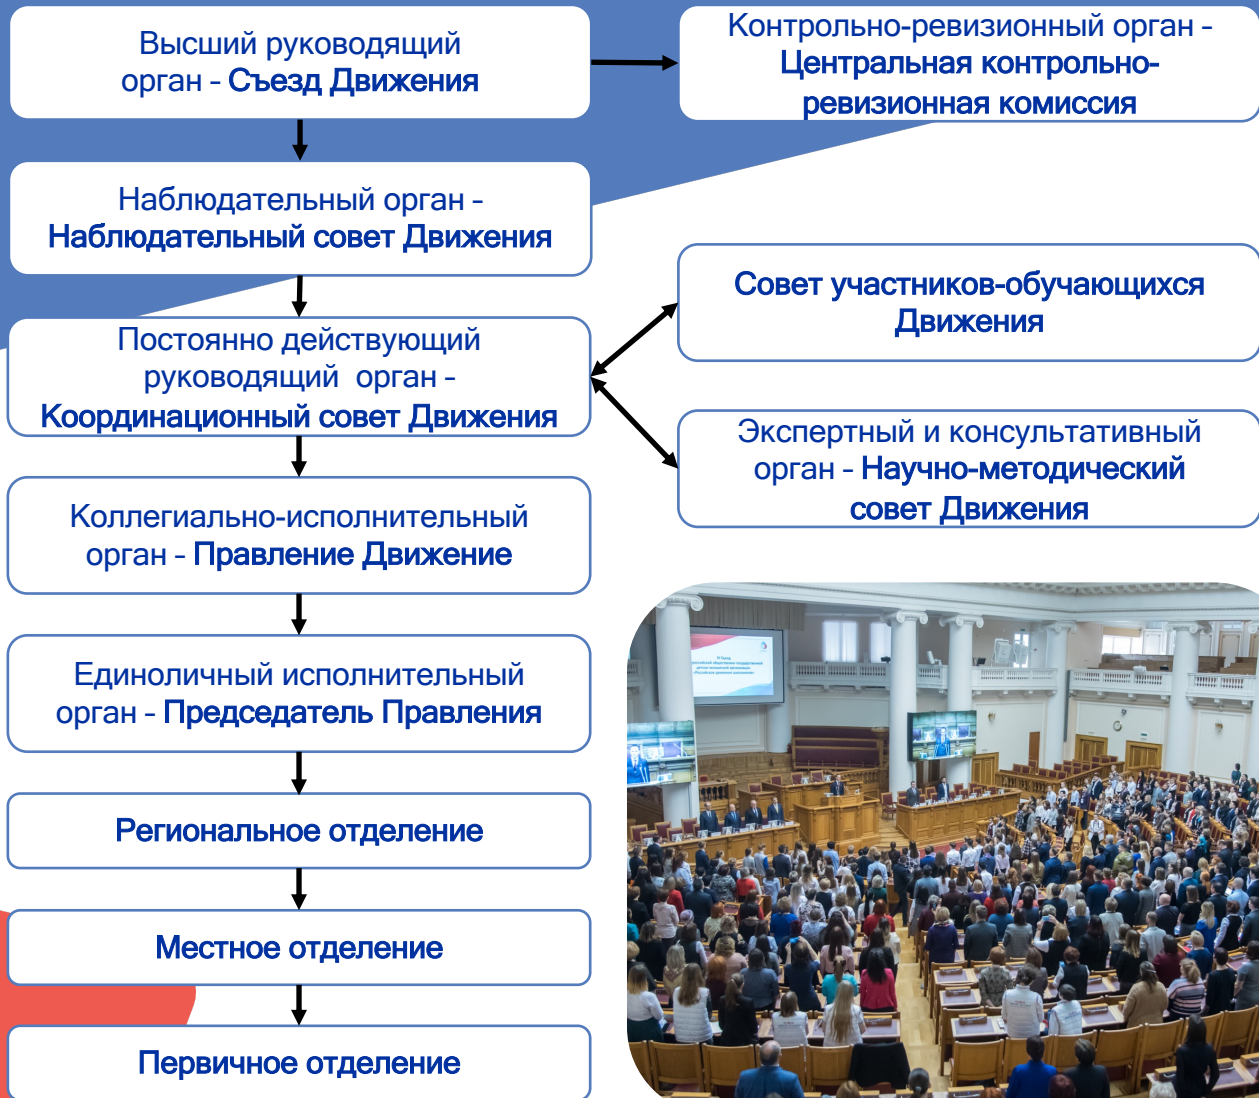 Высший руководящий
орган - Съезд Движения
Контрольно-ревизионный орган -
Центральная контрольно-
ревизионная комиссия
Наблюдательный орган -
Наблюдательный совет Движения
Постоянно действующий
руководящий орган -
Координационный совет Движения
Совет участников-обучающихся
Движения
Экспертный и консультативный
орган - Научно-методический
совет Движения
Коллегиально-исполнительный
орган - Правление Движение
Единоличный исполнительный
орган - Председатель Правления
Региональное отделение
Местное отделение
Первичное отделение